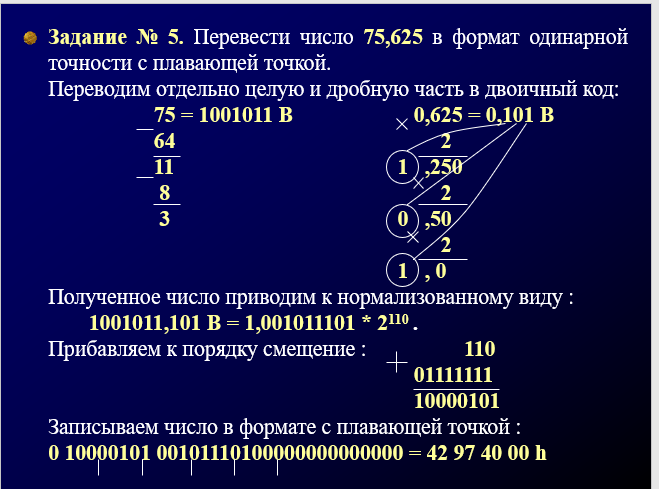 Задание № 5. Перевести число 75,625 в формат одинарной
точности с плавающей точкой.
Переводим отдельно целую и дробную часть в двоичный код:
75 = 1001011 В
64
11
8
3
0,625 = 0,101 В
2
1 ,250
2
0 ,50
2
1 , 0
Полученное число приводим к нормализованному виду :
1001011,101 В = 1,001011101 * 2¹¹⁰ .
Прибавляем к порядку смещение :
110
01111111
10000101
Записываем число в формате с плавающей точкой :
0 10000101 00101110100000000000000 = 42 97 40 00 h